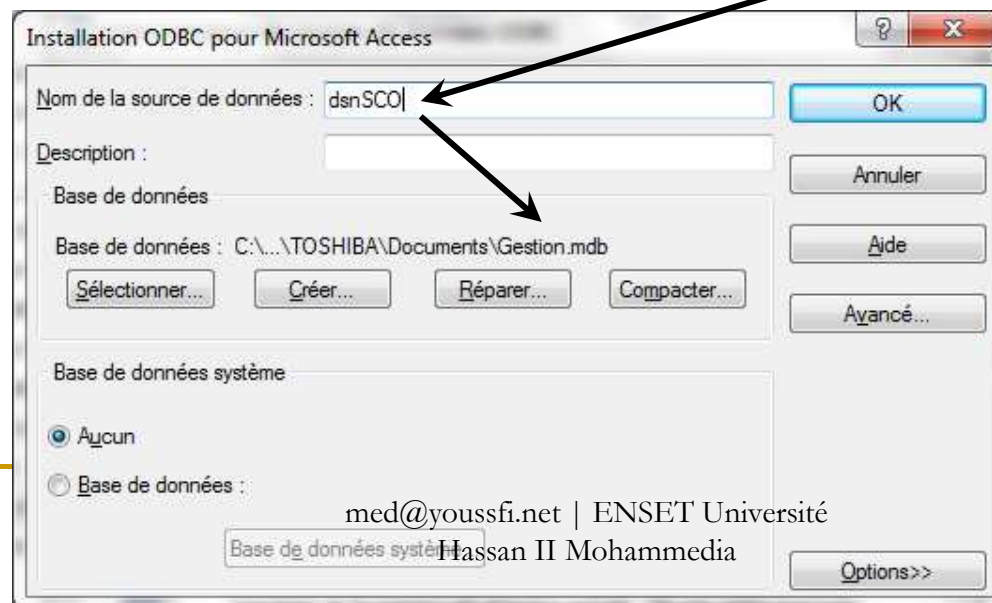 Installation ODBC pour Microsoft Access
Nom de la source de données : dsnSCO
OK
Description :
Annuler
Base de données
Base de données : C:\...\TOSHIBA\Documents\Gestion.mdb
Aide
Sélectionner... Créer... Réparer... Compacter...
Avancé...
Base de données système
Aucun
Base de données :
med@youssfi.net | ENSET Université
Hassan II Mohammedia
Base de données système...
Options>>